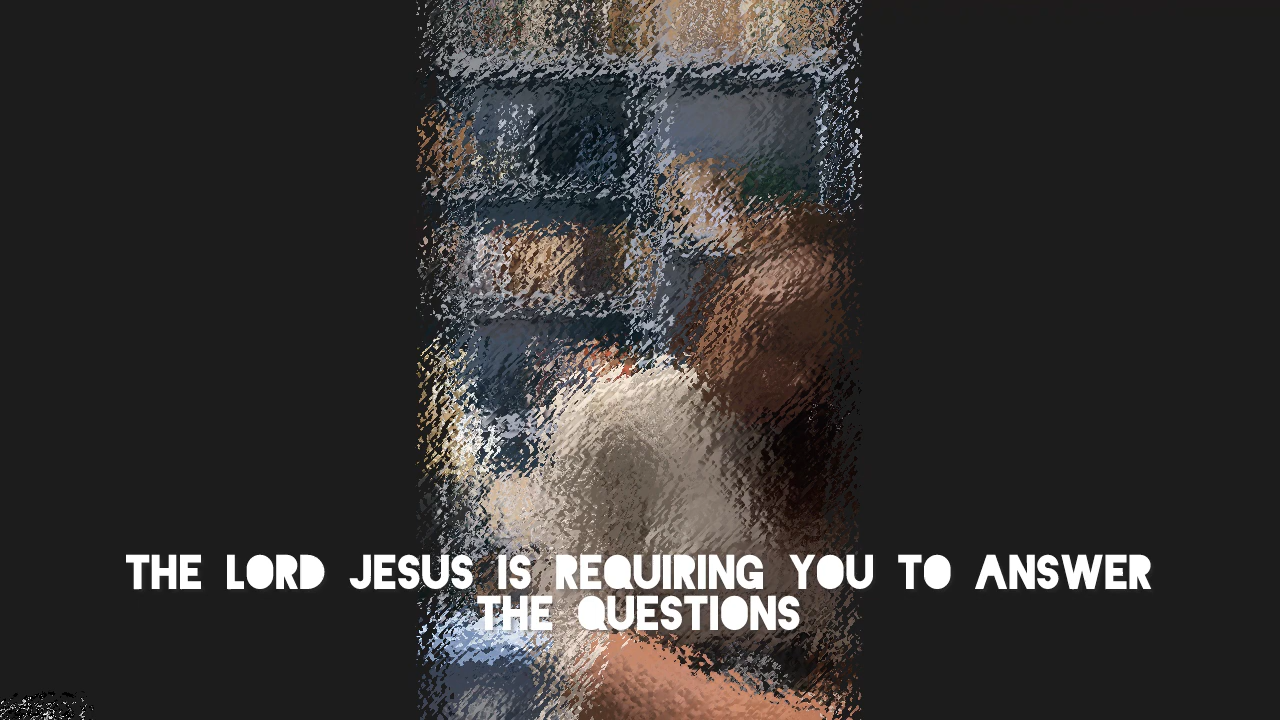 THE LORD JESUS IS REQUIRING YOU TO ANSWER
THE QUESTIONS